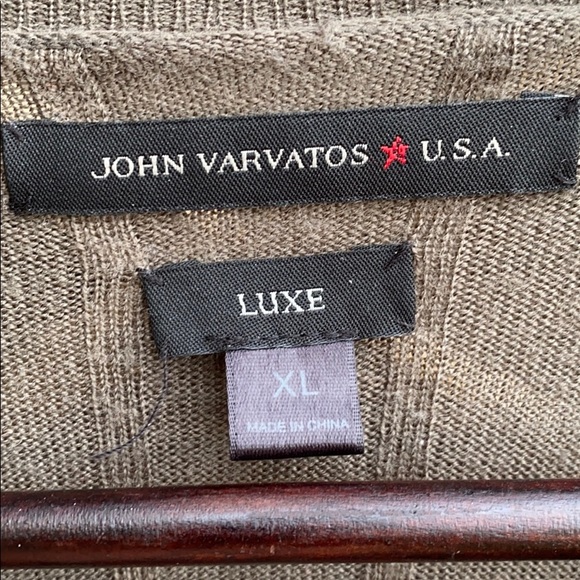 JOHN VARVATOS U.S.A.
LUXE
XL
MADE IN CHINA